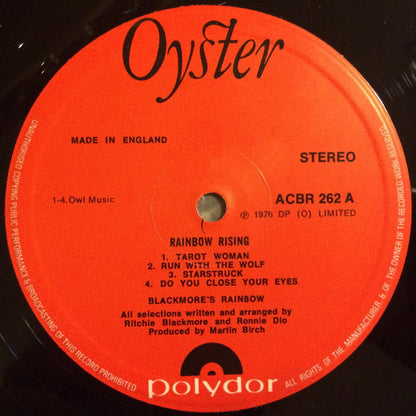 Oyster
MADE IN ENGLAND
STEREO
1-4.Owl Music
ACBR 262 A
℗ 1976 DP (O) LIMITED
RAINBOW RISING
1. TAROT WOMAN
2. RUN WITH THE WOLF
3. STARSTRUCK
4. DO YOU CLOSE YOUR EYES
BLACKMORE'S RAINBOW
All selections written and arranged by
Ritchie Blackmore and Ronnie Dio
Produced by Martin Birch
polydor
UNAUTHORISED COPYING PUBLIC PERFORMANCE & BROADCASTING OF THIS RECORD PROHIBITED
ALL RIGHTS OF THE MANUFACTURER & OF THE OWNER OF THE RECORDED WORK RESERVED